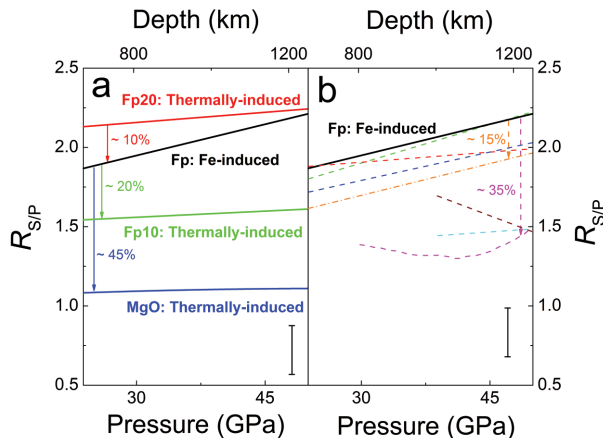 Depth (km)
Depth (km)
800
1000
1200
800
1000
1200
2.5
2.5
a
b
Fp20: Thermally-induced
~ 10%
Fp: Fe-induced
Fp: Fe-induced
~ 15%
2.0
2.0
~ 20%
~ 35%
R S/P
R S/P
Fp10: Thermally-induced
1.5
1.5
~ 45%
MgO: Thermally-induced
1.0
1.0
0.5
0.5
30
45
30
45
Pressure (GPa)
Pressure (GPa)